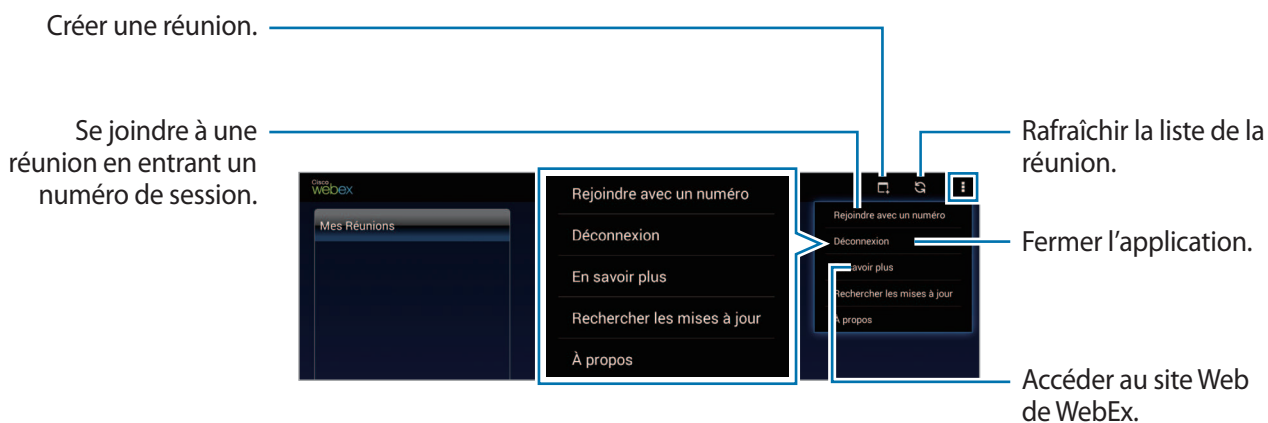 Créer une réunion.
Se joindre à une
réunion en entrant un
numéro de session.
Rafraîchir la liste de la
réunion.
Fermer l'application.
Accéder au site Web
de WebEx.
Cisco
webex
Mes Réunions
Rejoindre avec un numéro
Déconnexion
En savoir plus
Rechercher les mises à jour
À propos
Rejoindre avec un numéro
Déconnexion
savoir plus
Rechercher les mises à jour
À propos